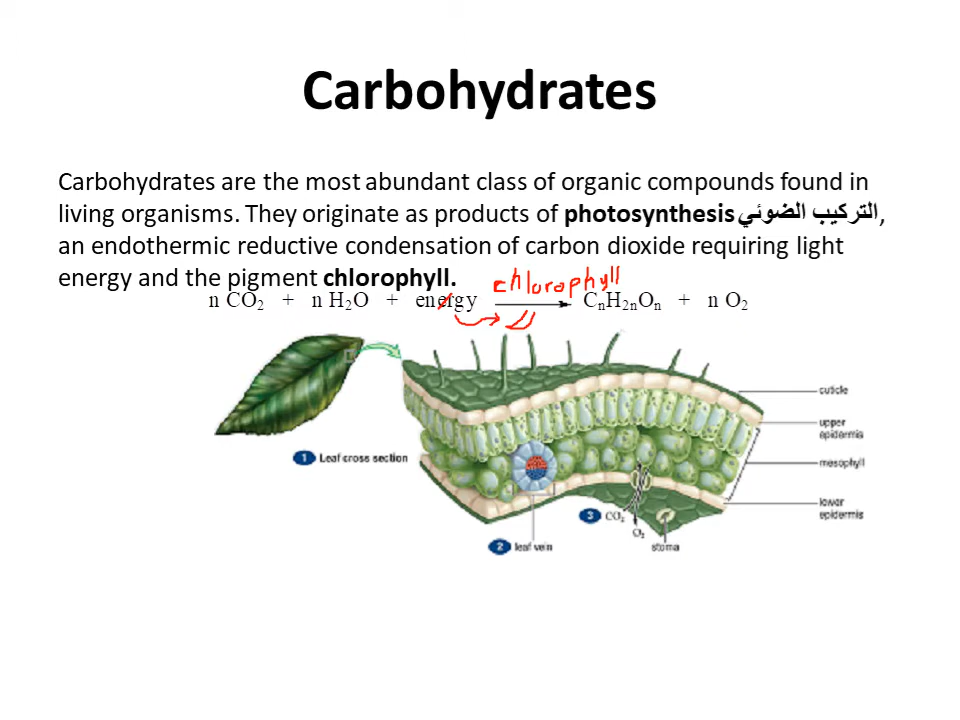 Carbohydrates
Carbohydrates are the most abundant class of organic compounds found in
living organisms. They originate as products of photosynthesis التركيب الضوئي,
an endothermic reductive condensation of carbon dioxide requiring light
energy and the pigment chlorophyll.
chlorophyll
n CO₂ + n H₂O + energy → CₙH₂ₙOₙ + n O₂
cuticle
upper
epidermis
1 Leaf cross section
mesophyll
lower
epidermis
3 CO₂
O₂
2 leaf vein
stoma